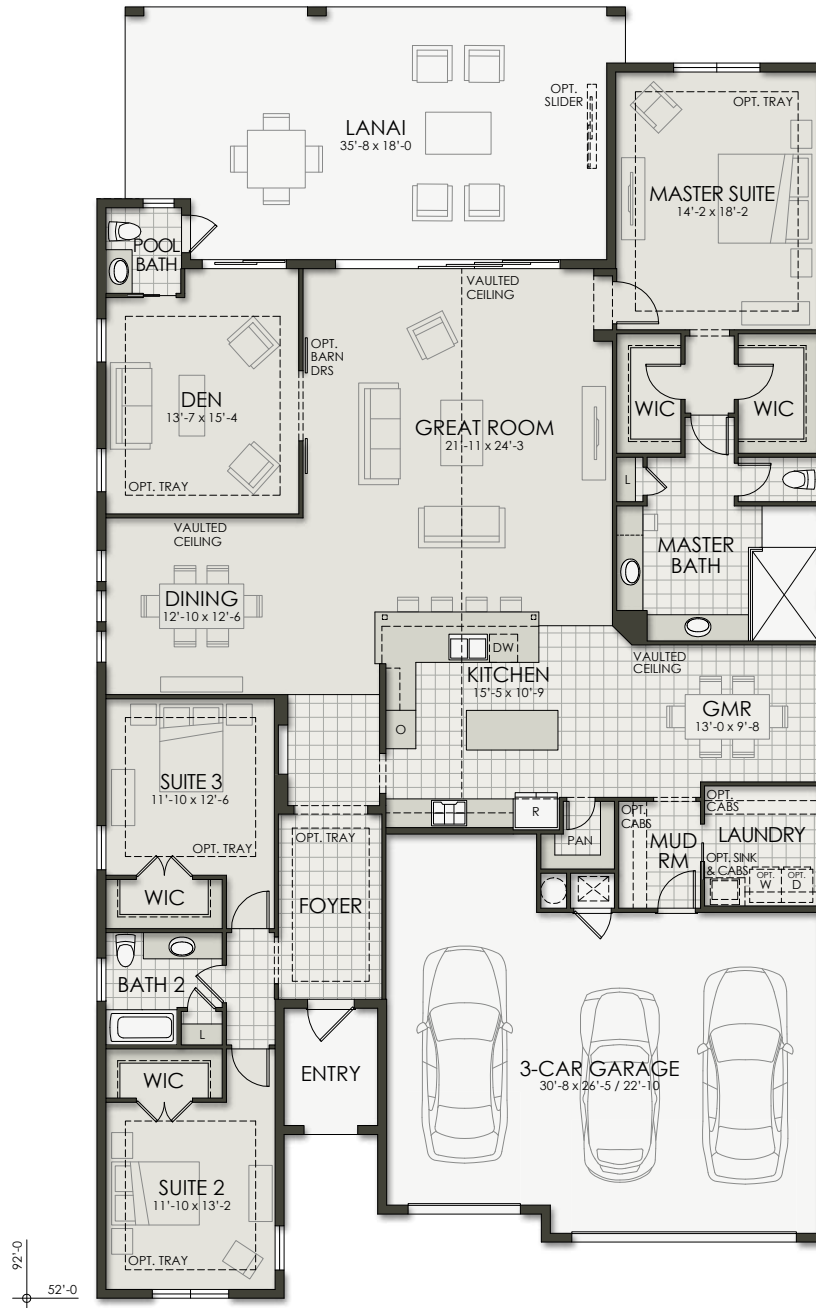 OPT.
SLIDER
LANAI
35'-8 x 18'-0
OPT. TRAY
MASTER SUITE
14'-2 x 18'-2
POOL
BATH
VAULTED
CEILING
OPT.
BARN
DRS
DEN
13'-7 x 15'-4
OPT. TRAY
GREAT ROOM
21'-11 x 24'-3
WIC
WIC
L
MASTER
BATH
VAULTED
CEILING
DINING
12'-10 x 12'-6
DW
KITCHEN
15'-5 x 10'-9
O
R
VAULTED
CEILING
GMR
13'-0 x 9'-8
SUITE 3
11'-10 x 12'-6
OPT. TRAY
WIC
OPT. TRAY
FOYER
PAN
OPT.
CABS
MUD
RM
OPT.
CABS
LAUNDRY
OPT. SINK
& CABS
OPT.
W
OPT.
D
BATH 2
L
WIC
ENTRY
3-CAR GARAGE
30'-8 x 26'-5 / 22'-10
SUITE 2
11'-10 x 13'-2
OPT. TRAY
92'-0
52'-0